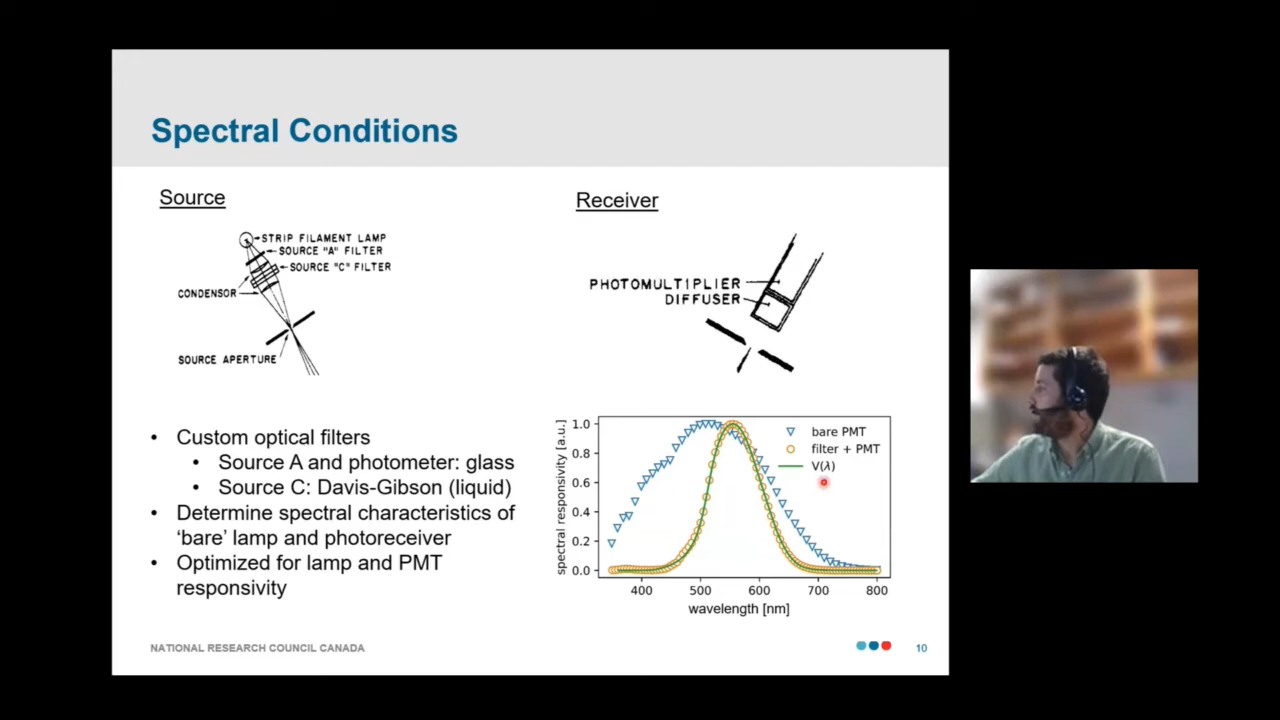 Spectral Conditions
Source
STRIP FILAMENT LAMP
SOURCE "A" FILTER
SOURCE "C" FILTER
CONDENSOR
SOURCE APERTURE
Receiver
PHOTOMULTIPLIER
DIFFUSER
• Custom optical filters
• Source A and photometer: glass
• Source C: Davis-Gibson (liquid)
• Determine spectral characteristics of
‘bare’ lamp and photoreceiver
• Optimized for lamp and PMT
responsivity
spectral responsivity [a.u.]
1.0
0.8
0.6
0.4
0.2
0.0
bare PMT
filter + PMT
V(λ)
400 500 600 700 800
wavelength [nm]
NATIONAL RESEARCH COUNCIL CANADA
10